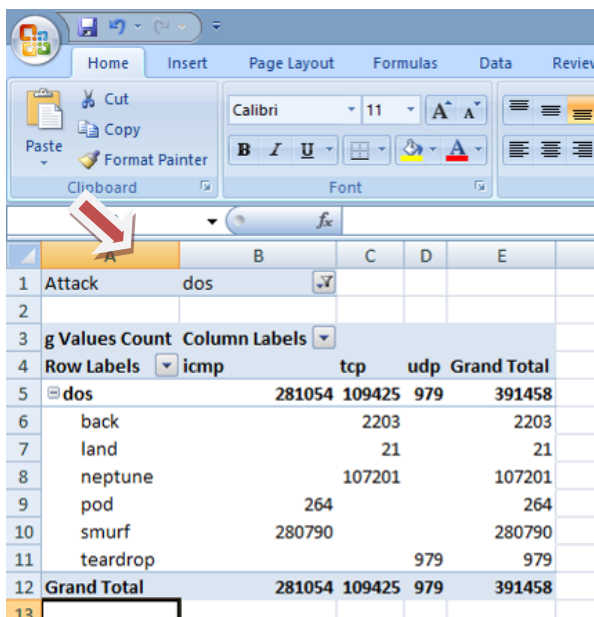 Home Insert Page Layout Formulas Data Review
Cut
Copy
Paste
Format Painter
Clipboard
Calibri 11 A A
B I U A
Font
fx
A B C D E
1 Attack dos
2
3 g Values Count Column Labels
4 Row Labels icmp tcp udp Grand Total
5 dos 281054 109425 979 391458
6 back 2203 2203
7 land 21 21
8 neptune 107201 107201
9 pod 264 264
10 smurf 280790 280790
11 teardrop 979 979
12 Grand Total 281054 109425 979 391458
13